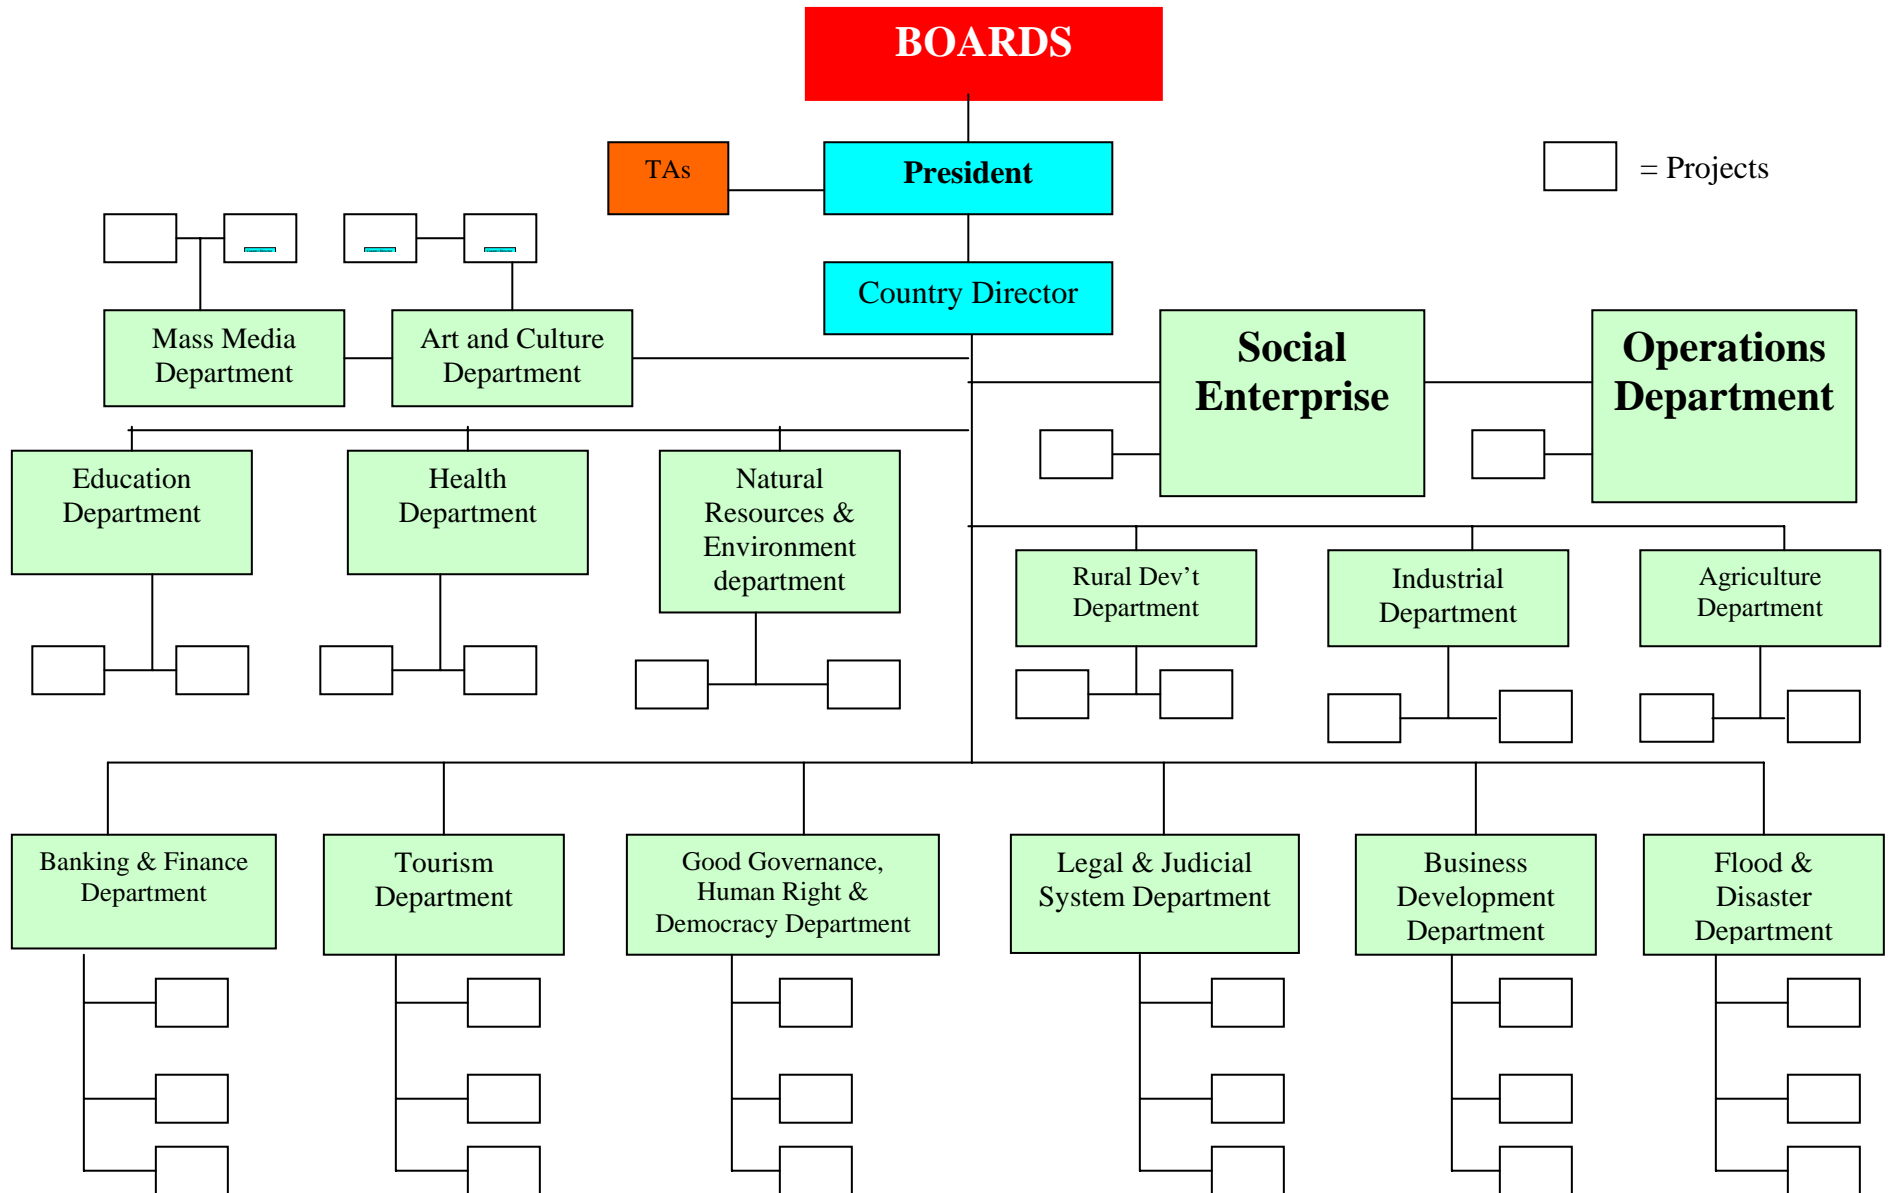 BOARDS
TAs
President
= Projects
Country Director
Mass Media
Department
Art and Culture
Department
Social
Enterprise
Operations
Department
Education
Department
Health
Department
Natural
Resources &
Environment
department
Rural Dev’t
Department
Industrial
Department
Agriculture
Department
Banking & Finance
Department
Tourism
Department
Good Governance,
Human Right &
Democracy Department
Legal & Judicial
System Department
Business
Development
Department
Flood &
Disaster
Department